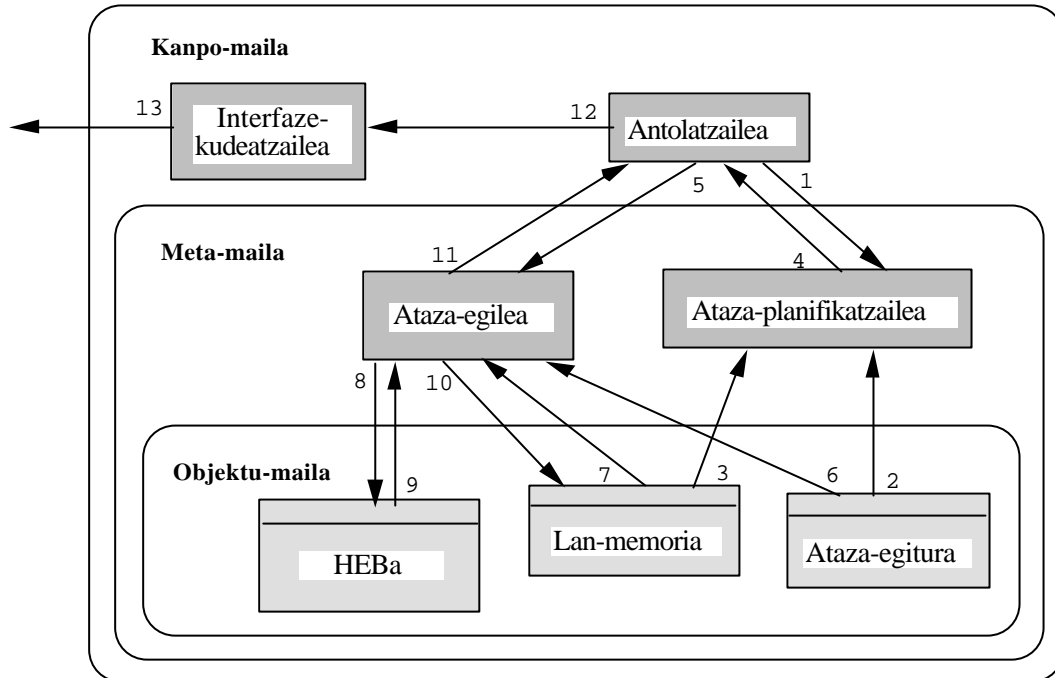 Kanpo-maila
13
Interfaze-
kudeatzailea
12
Antolatzailea
5
1
Meta-maila
11
4
Ataza-egilea
Ataza-planifikatzailea
8
10
Objektu-maila
9
7
3
6
2
HEBa
Lan-memoria
Ataza-egitura